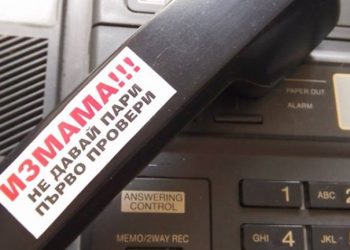 ИЗМАМА!!!
НЕ ДАВАЙ ПАРИ
ПЪРВО ПРОВЕРИ
PAPER OUT
ALARM
ANSWERING
CONTROL
1
ABC
MEMO/2WAY REC
GHI
4
JKL